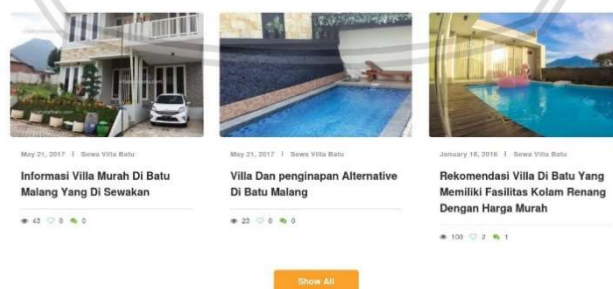 May 21, 2017 | Sewa Villa Batu
Informasi Villa Murah Di Batu
Malang Yang Di Sewakan
43 0 0
May 21, 2017 | Sewa Villa Batu
Villa Dan penginapan Alternative
Di Batu Malang
23 0 0
January 18, 2016 | Sewa Villa Batu
Rekomendasi Villa Di Batu Yang
Memiliki Fasilitas Kolam Renang
Dengan Harga Murah
100 2 1
Show All